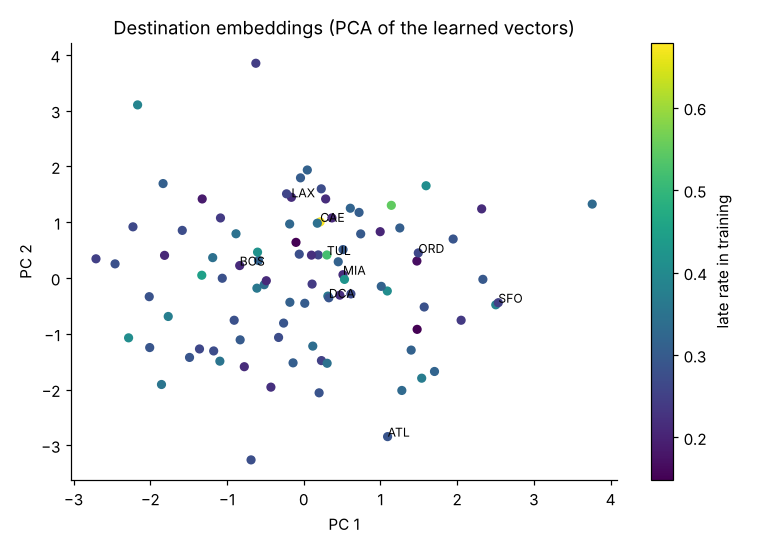 Destination embeddings (PCA of the learned vectors)
4
3
2
1
0
−1
−2
−3
PC 2
LAX
CAE
TUL
ORD
BOS
MIA
DCA
SFO
ATL
−3
−2
−1
0
1
2
3
4
PC 1
0.6
0.5
0.4
0.3
0.2
late rate in training